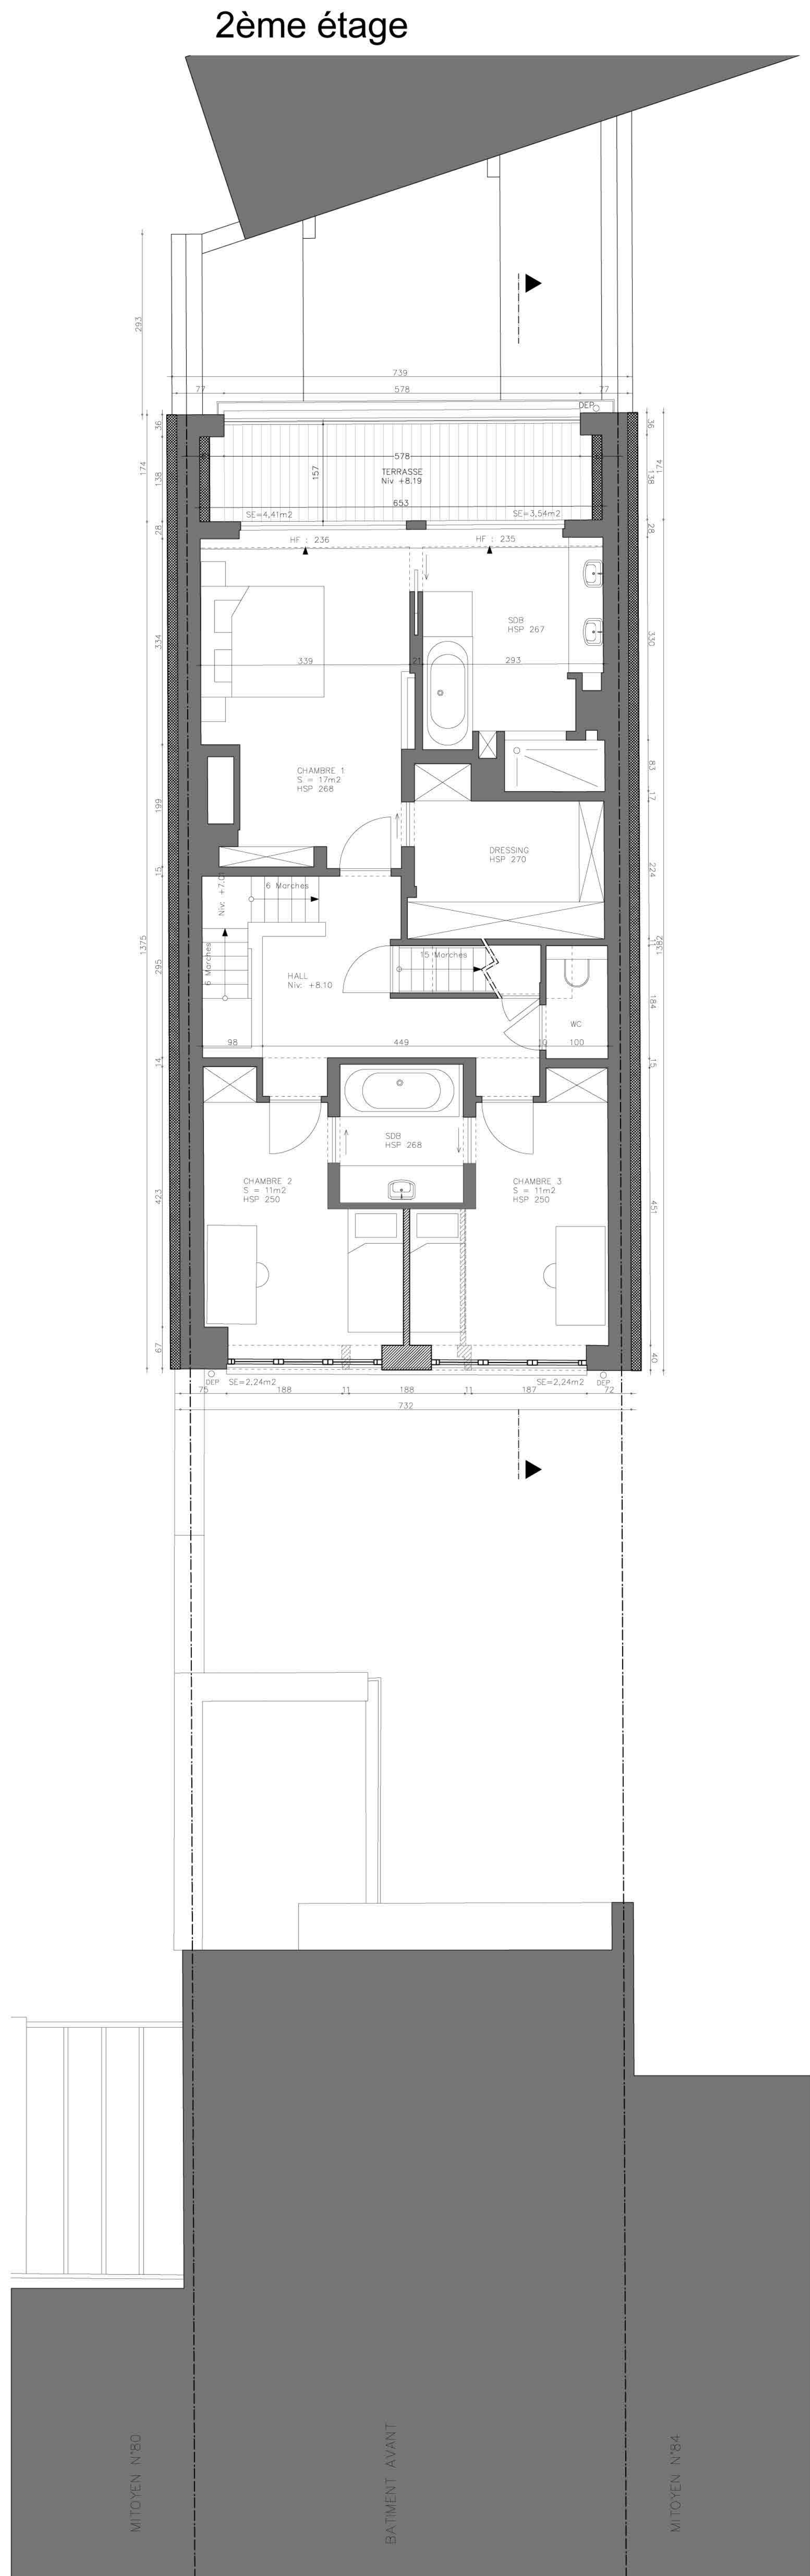 2ème étage
293
739
77
578
77
DEP
36
36
174
174
138
138
578
157
TERRASSE
Niv +8.19
653
SE=4,41m2
SE=3,54m2
28
28
HF : 236
HF : 235
SDB
HSP 267
334
330
339
21
293
CHAMBRE 1
S = 17m2
HSP 268
83
17
199
DRESSING
HSP 270
224
15
6 Marches
6 Marches
15 Marches
1375
1382
295
HALL
Niv: +8.10
184
WC
98
449
10
100
14
15
SDB
HSP 268
CHAMBRE 2
S = 11m2
HSP 250
CHAMBRE 3
S = 11m2
HSP 250
423
451
67
40
DEP
SE=2,24m2
SE=2,24m2
DEP
75
188
11
188
11
187
72
732
MITOYEN N°80
BATIMENT AVANT
MITOYEN N°84